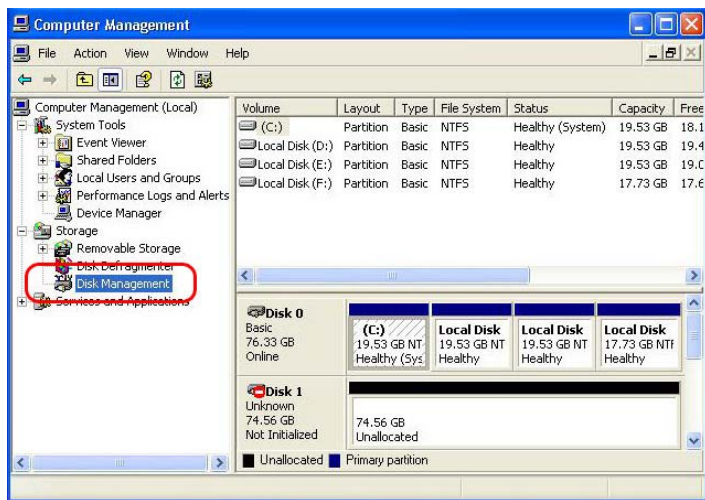 Computer Management
File Action View Window Help
Computer Management (Local)
System Tools
Event Viewer
Shared Folders
Local Users and Groups
Performance Logs and Alerts
Device Manager
Storage
Removable Storage
Disk Defragmenter
Disk Management
Services and Applications
Volume Layout Type File System Status Capacity Free
(C:) Partition Basic NTFS Healthy (System) 19.53 GB 18.1
Local Disk (D:) Partition Basic NTFS Healthy 19.53 GB 19.4
Local Disk (E:) Partition Basic NTFS Healthy 19.53 GB 19.0
Local Disk (F:) Partition Basic NTFS Healthy 17.73 GB 17.6
Disk 0
Basic
76.33 GB
Online
(C:)
19.53 GB NT
Healthy (Sys
Local Disk
19.53 GB NT
Healthy
Local Disk
19.53 GB NT
Healthy
Local Disk
17.73 GB NTF
Healthy
Disk 1
Unknown
74.56 GB
Not Initialized
74.56 GB
Unallocated
Unallocated Primary partition